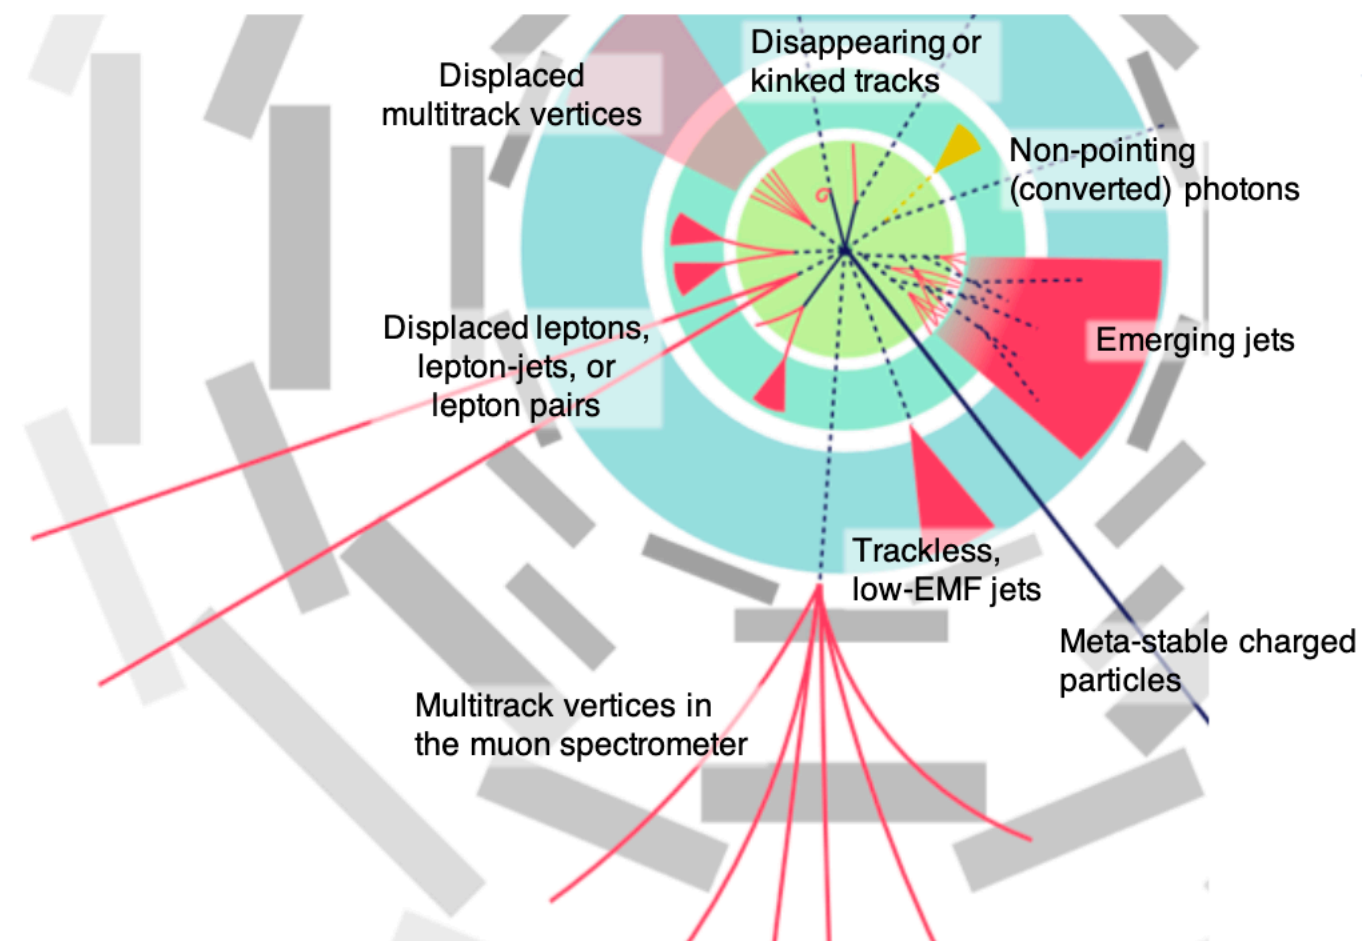 Disappearing or
kinked tracks
Displaced
multitrack vertices
Non-pointing
(converted) photons
Displaced leptons,
lepton-jets, or
lepton pairs
Emerging jets
Trackless,
low-EMF jets
Meta-stable charged
particles
Multitrack vertices in
the muon spectrometer